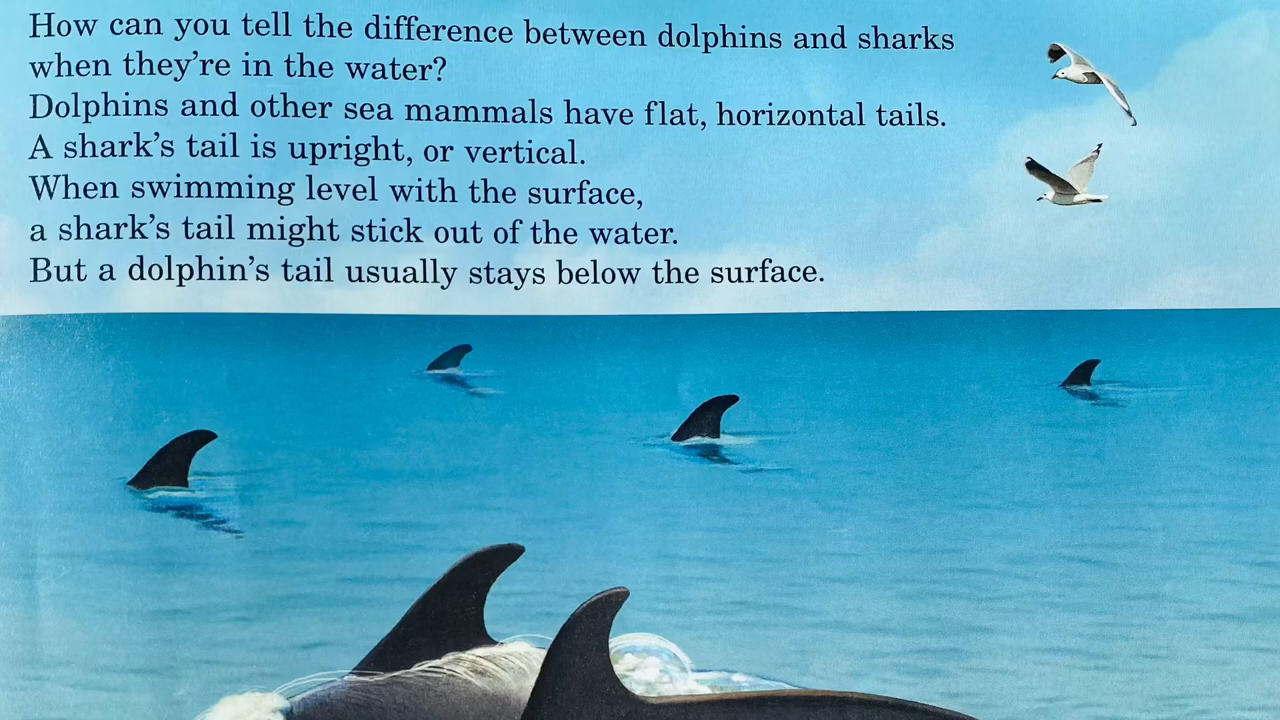 How can you tell the difference between dolphins and sharks
when they're in the water?
Dolphins and other sea mammals have flat, horizontal tails.
A shark's tail is upright, or vertical.
When swimming level with the surface,
a shark's tail might stick out of the water.
But a dolphin's tail usually stays below the surface.